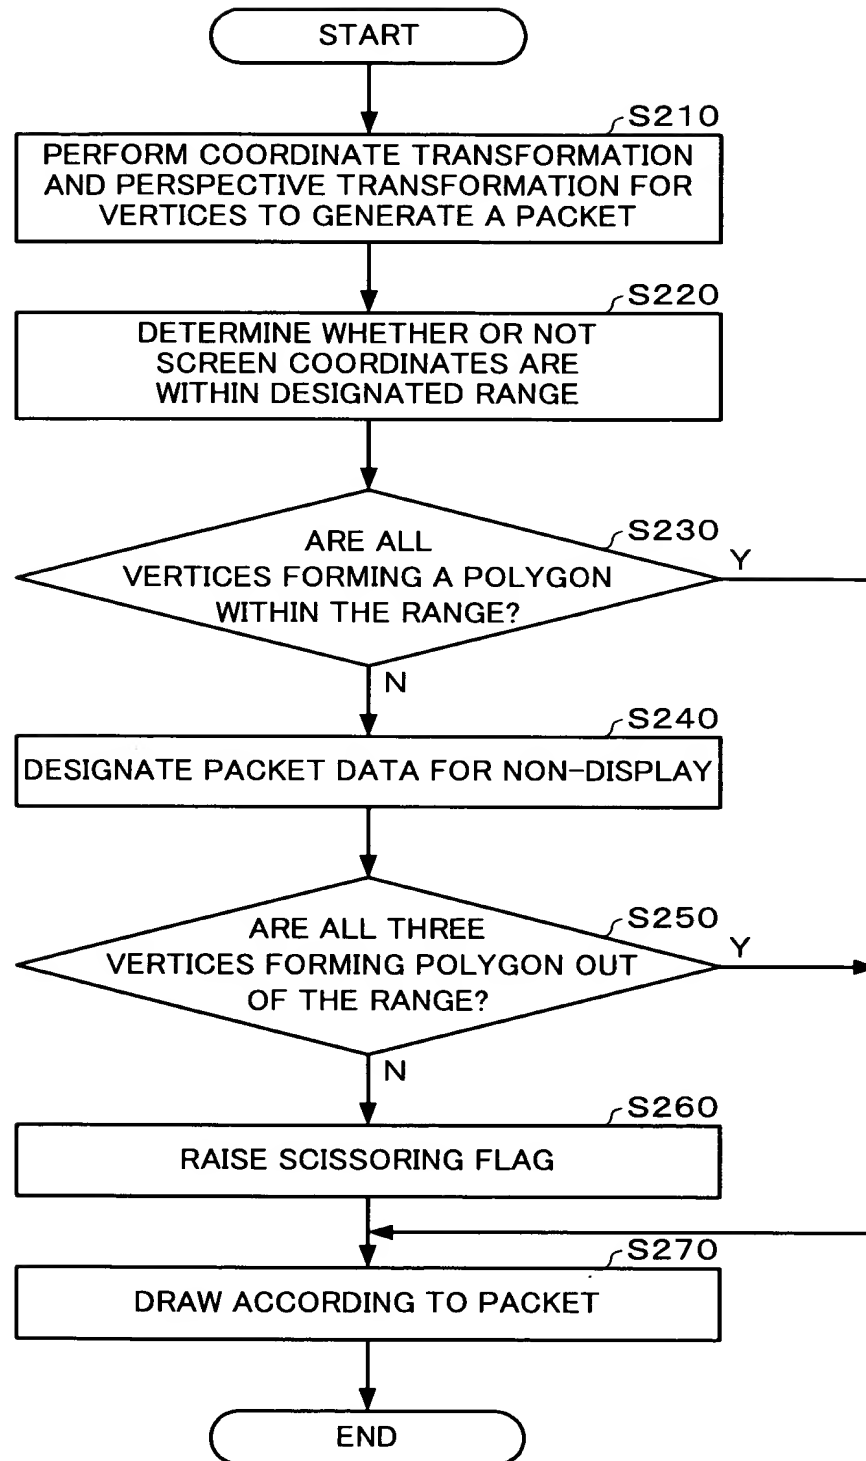 START
S210
PERFORM COORDINATE TRANSFORMATION
AND PERSPECTIVE TRANSFORMATION FOR
VERTICES TO GENERATE A PACKET
S220
DETERMINE WHETHER OR NOT
SCREEN COORDINATES ARE
WITHIN DESIGNATED RANGE
S230
ARE ALL
VERTICES FORMING A POLYGON
WITHIN THE RANGE?
Y
N
S240
DESIGNATE PACKET DATA FOR NON-DISPLAY
S250
ARE ALL THREE
VERTICES FORMING POLYGON OUT
OF THE RANGE?
Y
N
S260
RAISE SCISSORING FLAG
S270
DRAW ACCORDING TO PACKET
END